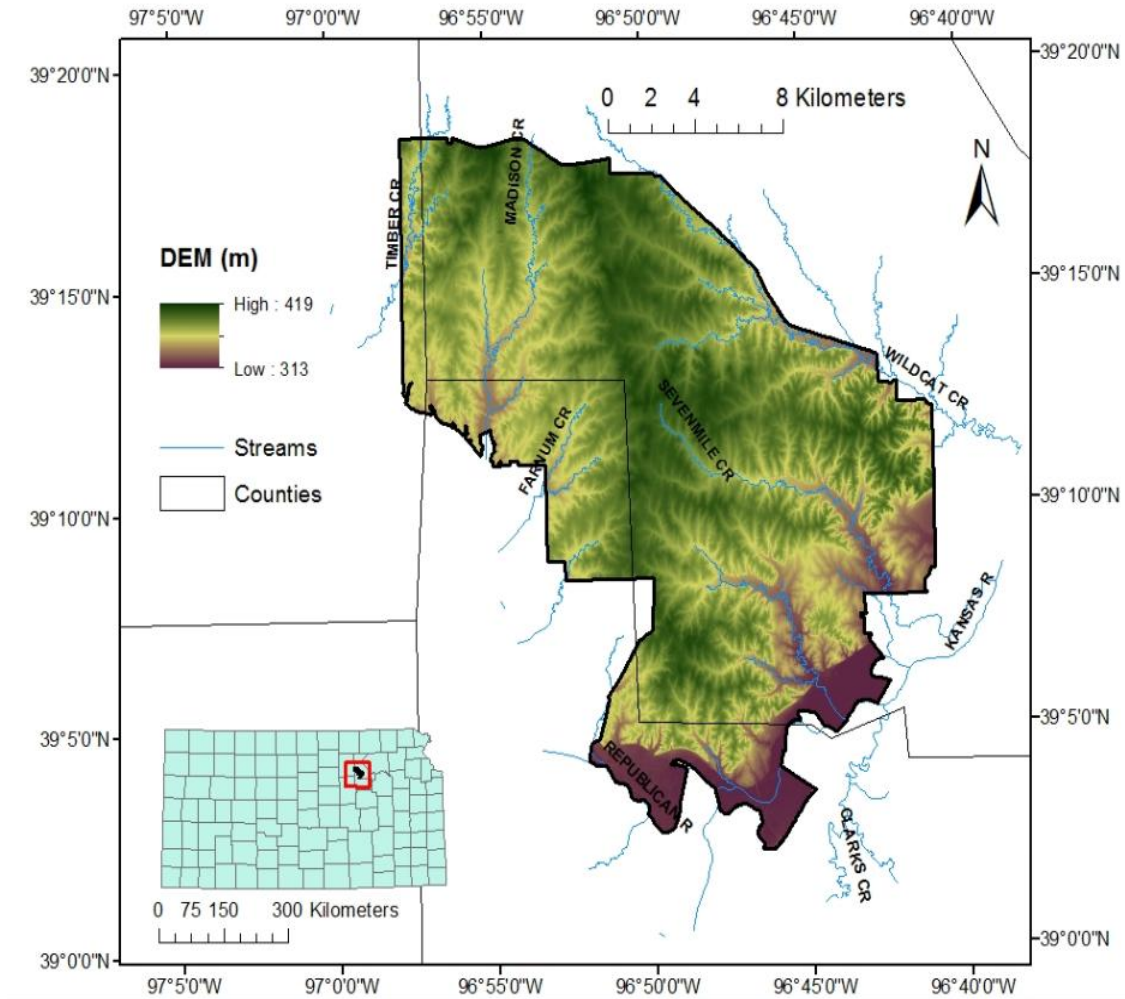 97°5'0"W 97°0'0"W 96°55'0"W 96°50'0"W 96°45'0"W 96°40'0"W
39°20'0"N
39°20'0"N
0 2 4 8 Kilometers
N
MADISON CR
TIMBER CR
DEM (m)
High : 419
Low : 313
39°15'0"N
39°15'0"N
WILDCAT CR
SEVENMILE CR
FARNUM CR
Streams
Counties
39°10'0"N
39°10'0"N
KANSAS R
39°5'0"N
39°5'0"N
REPUBLICAN R
CLARKS CR
0 75 150 300 Kilometers
39°0'0"N
39°0'0"N
97°5'0"W 97°0'0"W 96°55'0"W 96°50'0"W 96°45'0"W 96°40'0"W